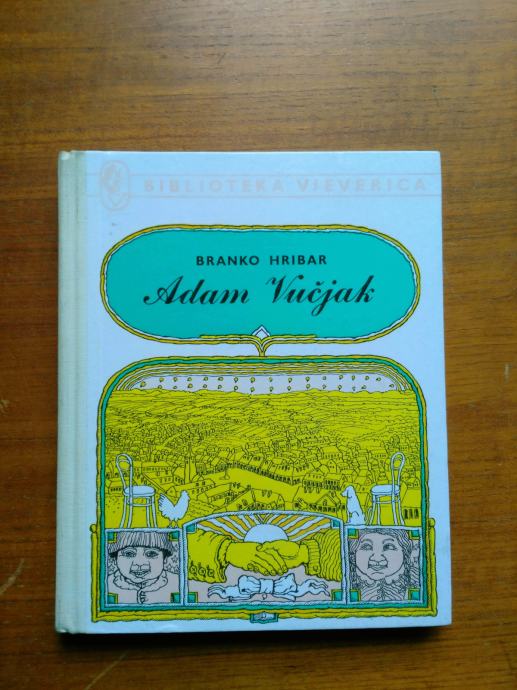 BIBLIOTEKA VJEVERICA
BRANKO HRIBAR
Adam Vučjak